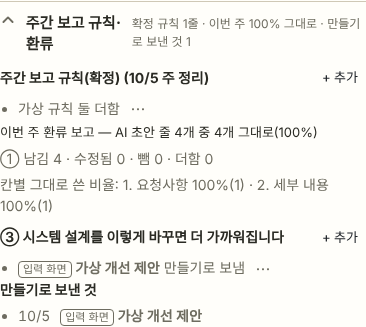 주간 보고 규칙· 확정 규칙 1줄 · 이번 주 100% 그대로 · 만들기
환류 로 보낸 것 1
주간 보고 규칙(확정) (10/5 주 정리) + 추가
• 가상 규칙 둘 더함 ···
이번 주 환류 보고 — AI 초안 줄 4개 중 4개 그대로(100%)
① 남김 4 · 수정됨 0 · 뺌 0 · 더함 0
칸별 그대로 쓴 비율: 1. 요청사항 100%(1) · 2. 세부 내용
100%(1)
③ 시스템 설계를 이렇게 바꾸면 더 가까워집니다 + 추가
• 입력 화면 가상 개선 제안 만들기로 보냄 ···
만들기로 보낸 것
• 10/5 입력 화면 가상 개선 제안